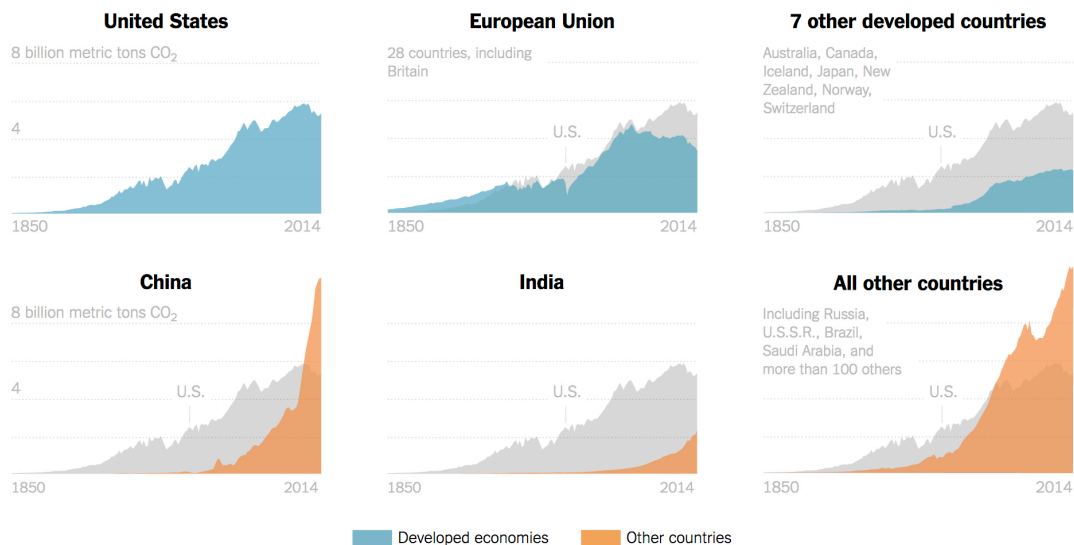 United States
8 billion metric tons CO2
4
1850
2014
European Union
28 countries, including
Britain
U.S.
1850
2014
7 other developed countries
Australia, Canada,
Iceland, Japan, New
Zealand, Norway,
Switzerland
U.S.
1850
2014
China
8 billion metric tons CO2
4
U.S.
1850
2014
India
U.S.
1850
2014
All other countries
Including Russia,
U.S.S.R., Brazil,
Saudi Arabia, and
more than 100 others
U.S.
1850
2014
Developed economies
Other countries